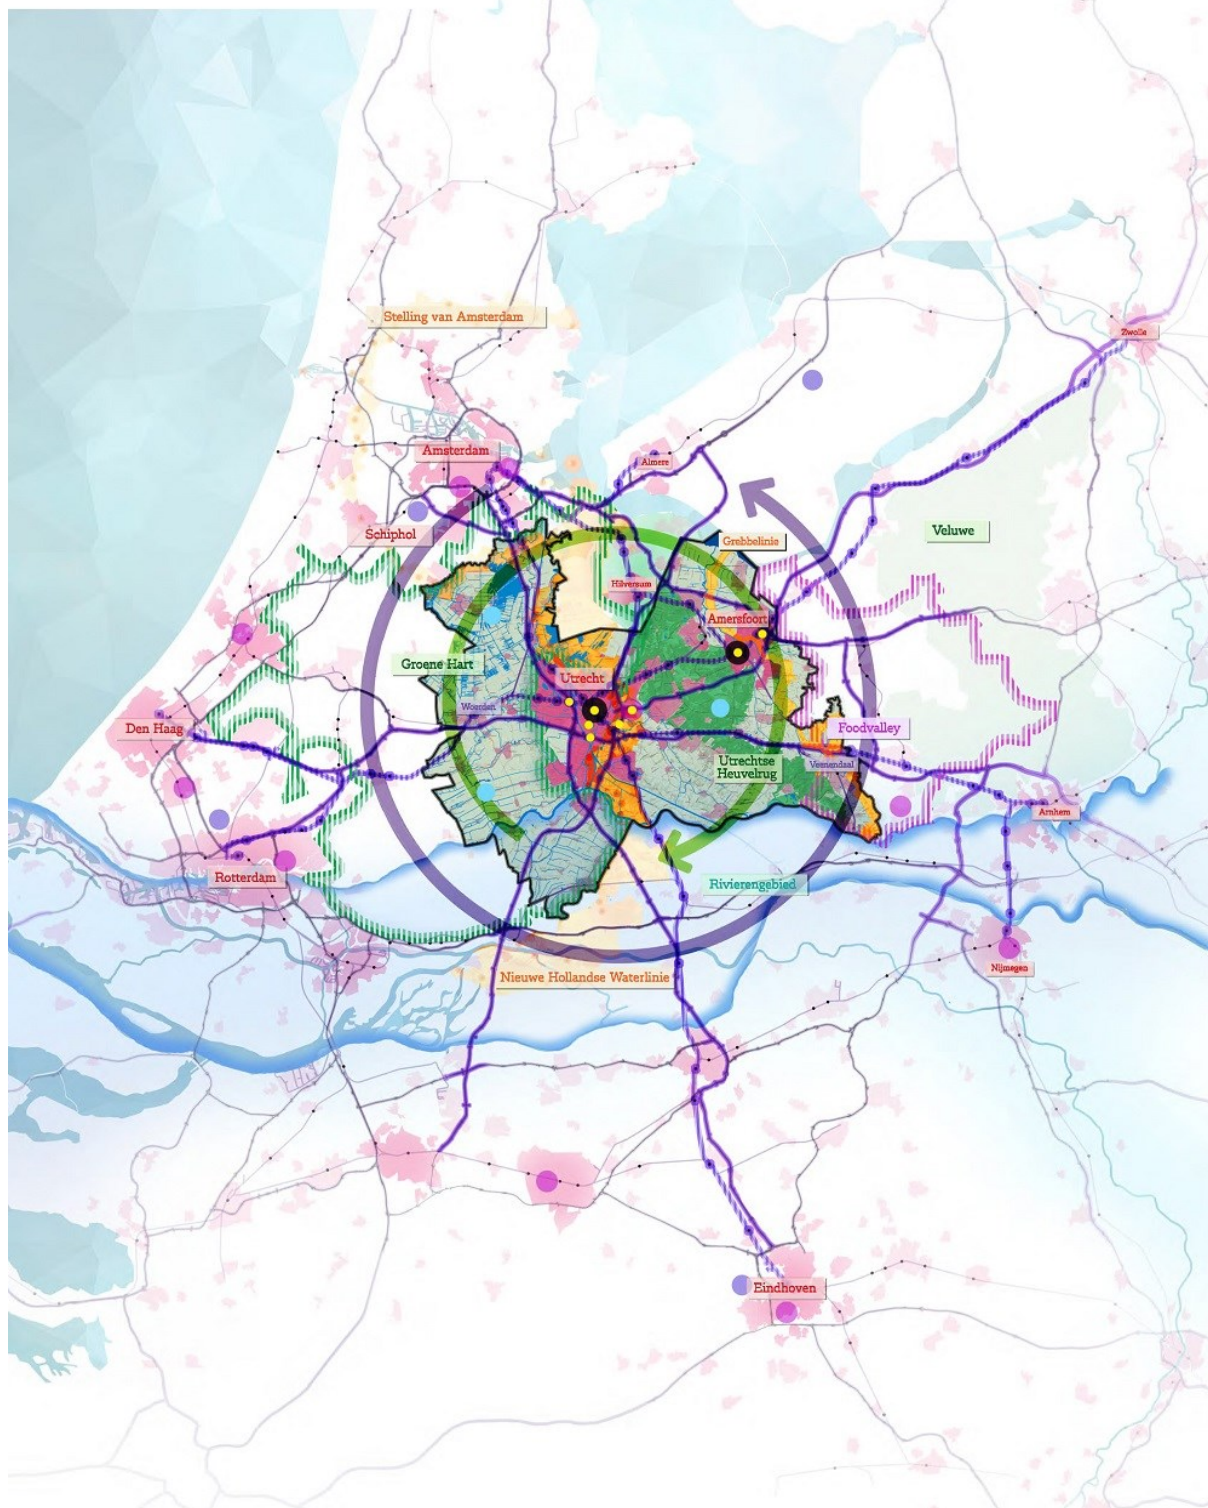 Stelling van Amsterdam
Zwolle
Amsterdam
Almere
Schiphol
Veluwe
Grebbelinie
Hilversum
Amersfoort
Groene Hart
Utrecht
Woerden
Den Haag
Foodvalley
Utrechtse
Heuvelrug
Veenendaal
Arnhem
Rotterdam
Rivierengebied
Nijmegen
Nieuwe Hollandse Waterlinie
Eindhoven